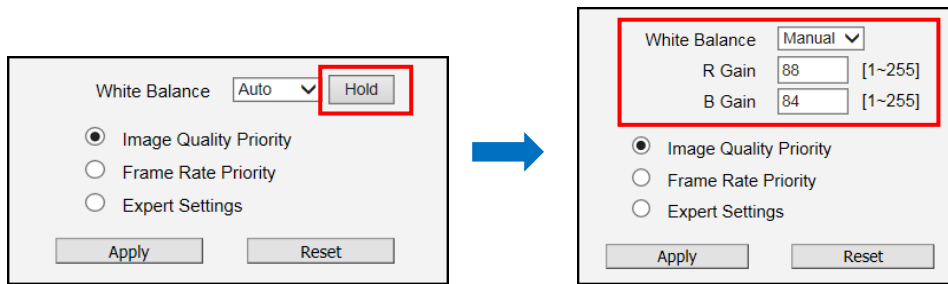 White Balance Auto Hold
Image Quality Priority
Frame Rate Priority
Expert Settings
Apply Reset
White Balance Manual
R Gain 88 [1~255]
B Gain 84 [1~255]
Image Quality Priority
Frame Rate Priority
Expert Settings
Apply Reset